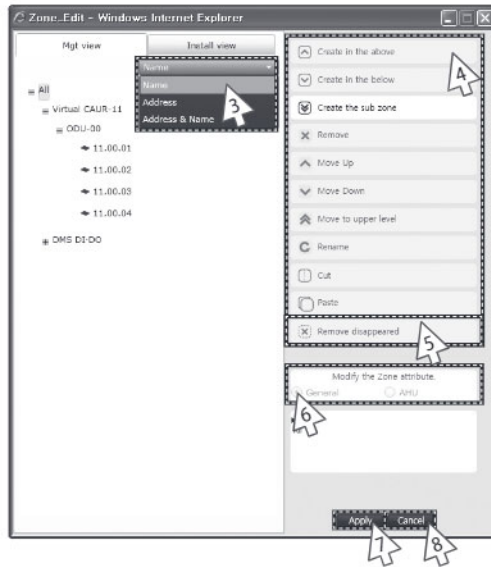 Zone_Edit - Windows Internet Explorer
Mgt view
Install view
Name
Name
Address
Address & Name
3
All
Virtual CAUR-11
ODU-00
11.00.01
11.00.02
11.00.03
11.00.04
DMS DI-DO
Create in the above
4
Create in the below
Create the sub zone
Remove
Move Up
Move Down
Move to upper level
Rename
Cut
Paste
Remove disappeared
5
Modify the Zone attribute.
General
AHU
6
Apply
Cancel
7
8